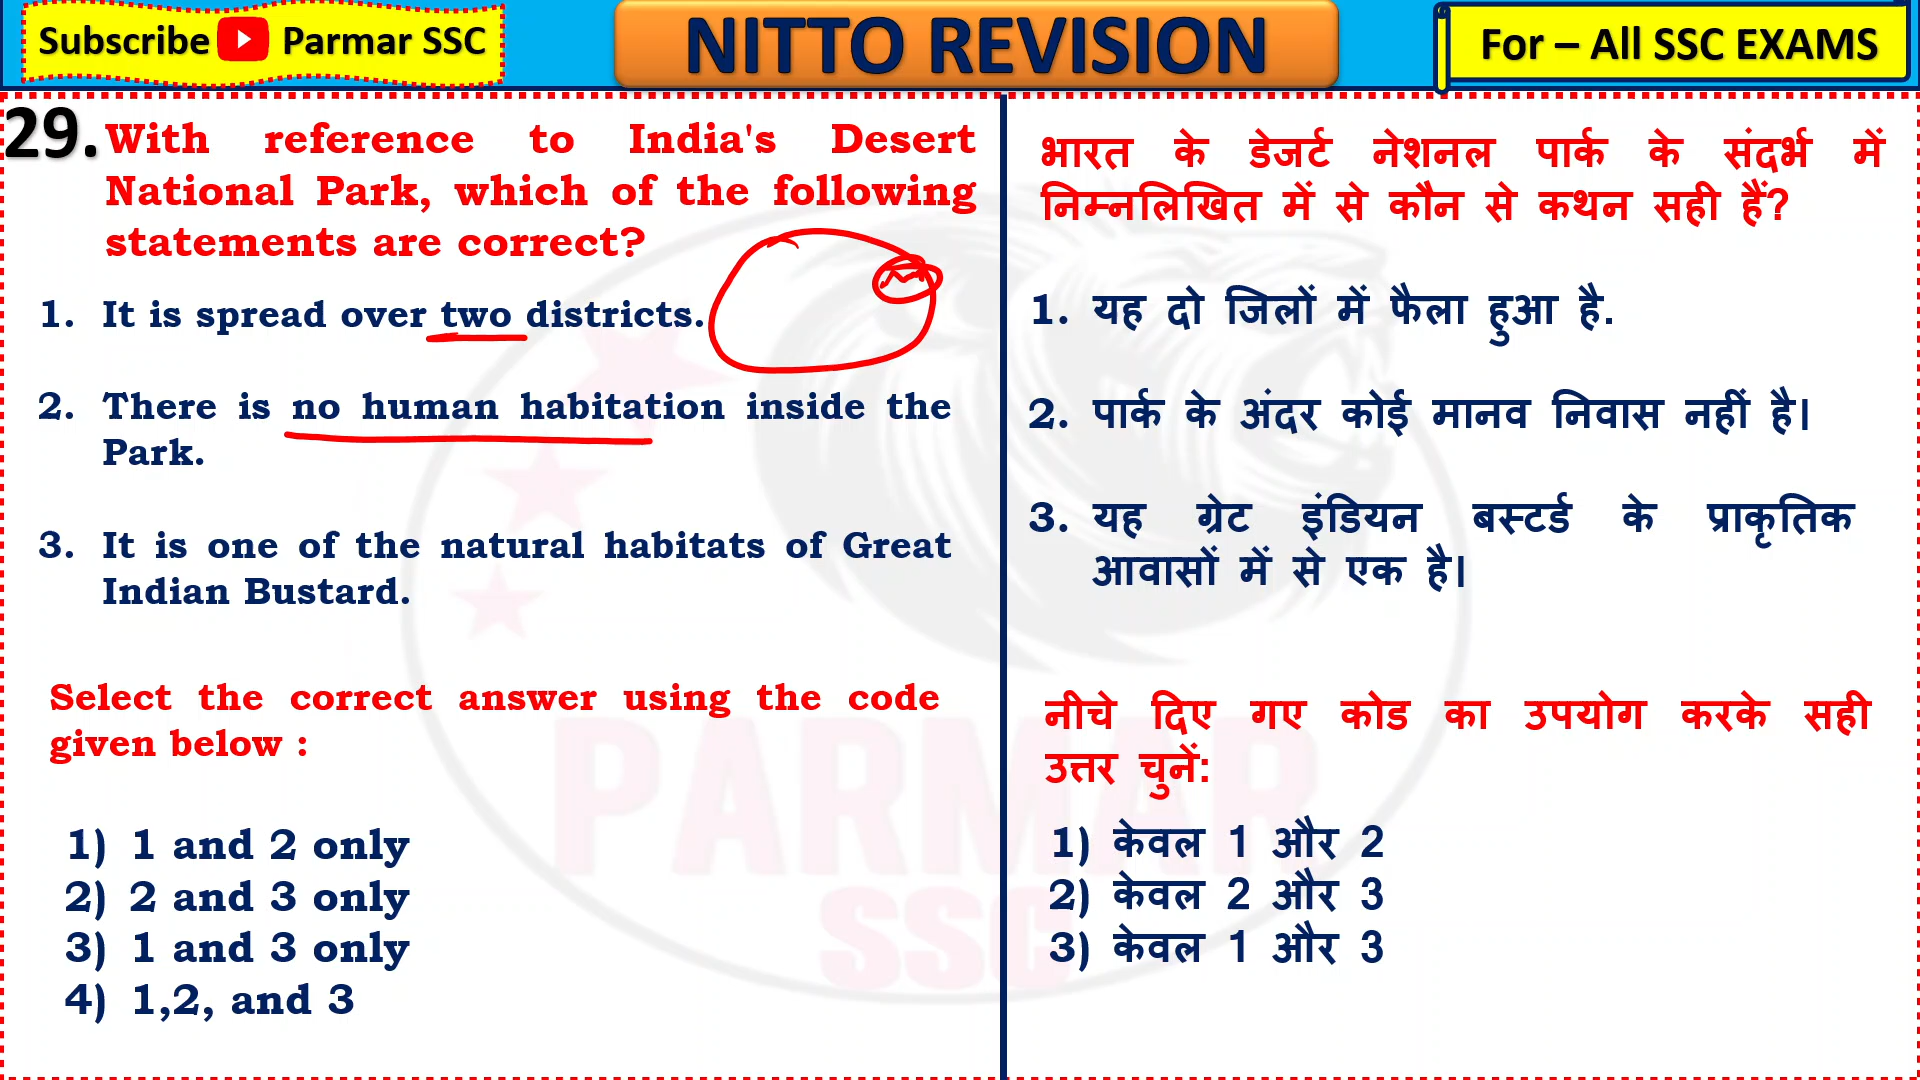 Subscribe Parmar SSC
NITTO REVISION
For – All SSC EXAMS
29. With reference to India's Desert
National Park, which of the following
statements are correct?
1. It is spread over two districts.
2. There is no human habitation inside the
Park.
3. It is one of the natural habitats of Great
Indian Bustard.
Select the correct answer using the code
given below :
1) 1 and 2 only
2) 2 and 3 only
3) 1 and 3 only
4) 1,2, and 3
भारत के डेजर्ट नेशनल पार्क के संदर्भ में
निम्नलिखित में से कौन से कथन सही हैं?
1. यह दो जिलों में फैला हुआ है.
2. पार्क के अंदर कोई मानव निवास नहीं है।
3. यह ग्रेट इंडियन बस्टर्ड के प्राकृतिक
आवासों में से एक है।
नीचे दिए गए कोड का उपयोग करके सही
उत्तर चुनें:
1) केवल 1 और 2
2) केवल 2 और 3
3) केवल 1 और 3
PARMAR
SSC